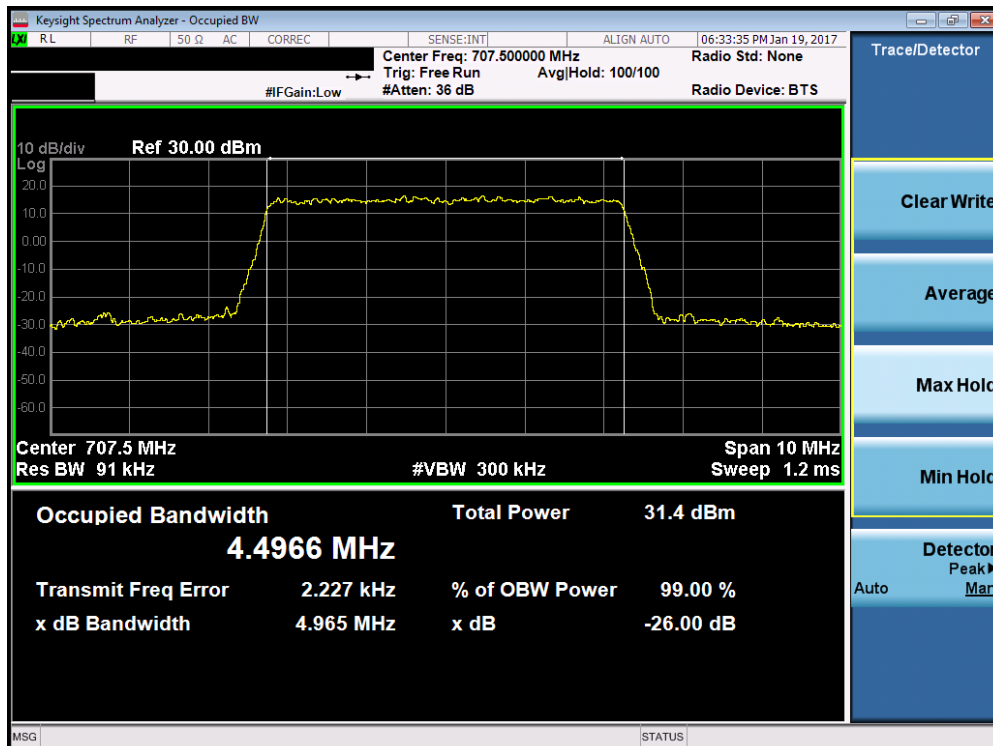 Keysight Spectrum Analyzer - Occupied BW
LXI RL RF 50 Ω AC CORREC SENSE:INT ALIGN AUTO 06:33:35 PM Jan 19, 2017
Center Freq: 707.500000 MHz Radio Std: None
Trig: Free Run Avg|Hold: 100/100
#IFGain:Low #Atten: 36 dB Radio Device: BTS
Trace/Detector
10 dB/div Ref 30.00 dBm
Log
20.0
10.0
0.00
-10.0
-20.0
-30.0
-40.0
-50.0
-60.0
Center 707.5 MHz Span 10 MHz
Res BW 91 kHz #VBW 300 kHz Sweep 1.2 ms
Occupied Bandwidth Total Power 31.4 dBm
4.4966 MHz
Transmit Freq Error 2.227 kHz % of OBW Power 99.00 %
x dB Bandwidth 4.965 MHz x dB -26.00 dB
Clear Write
Average
Max Hold
Min Hold
Detector
Peak
Auto Man
MSG STATUS